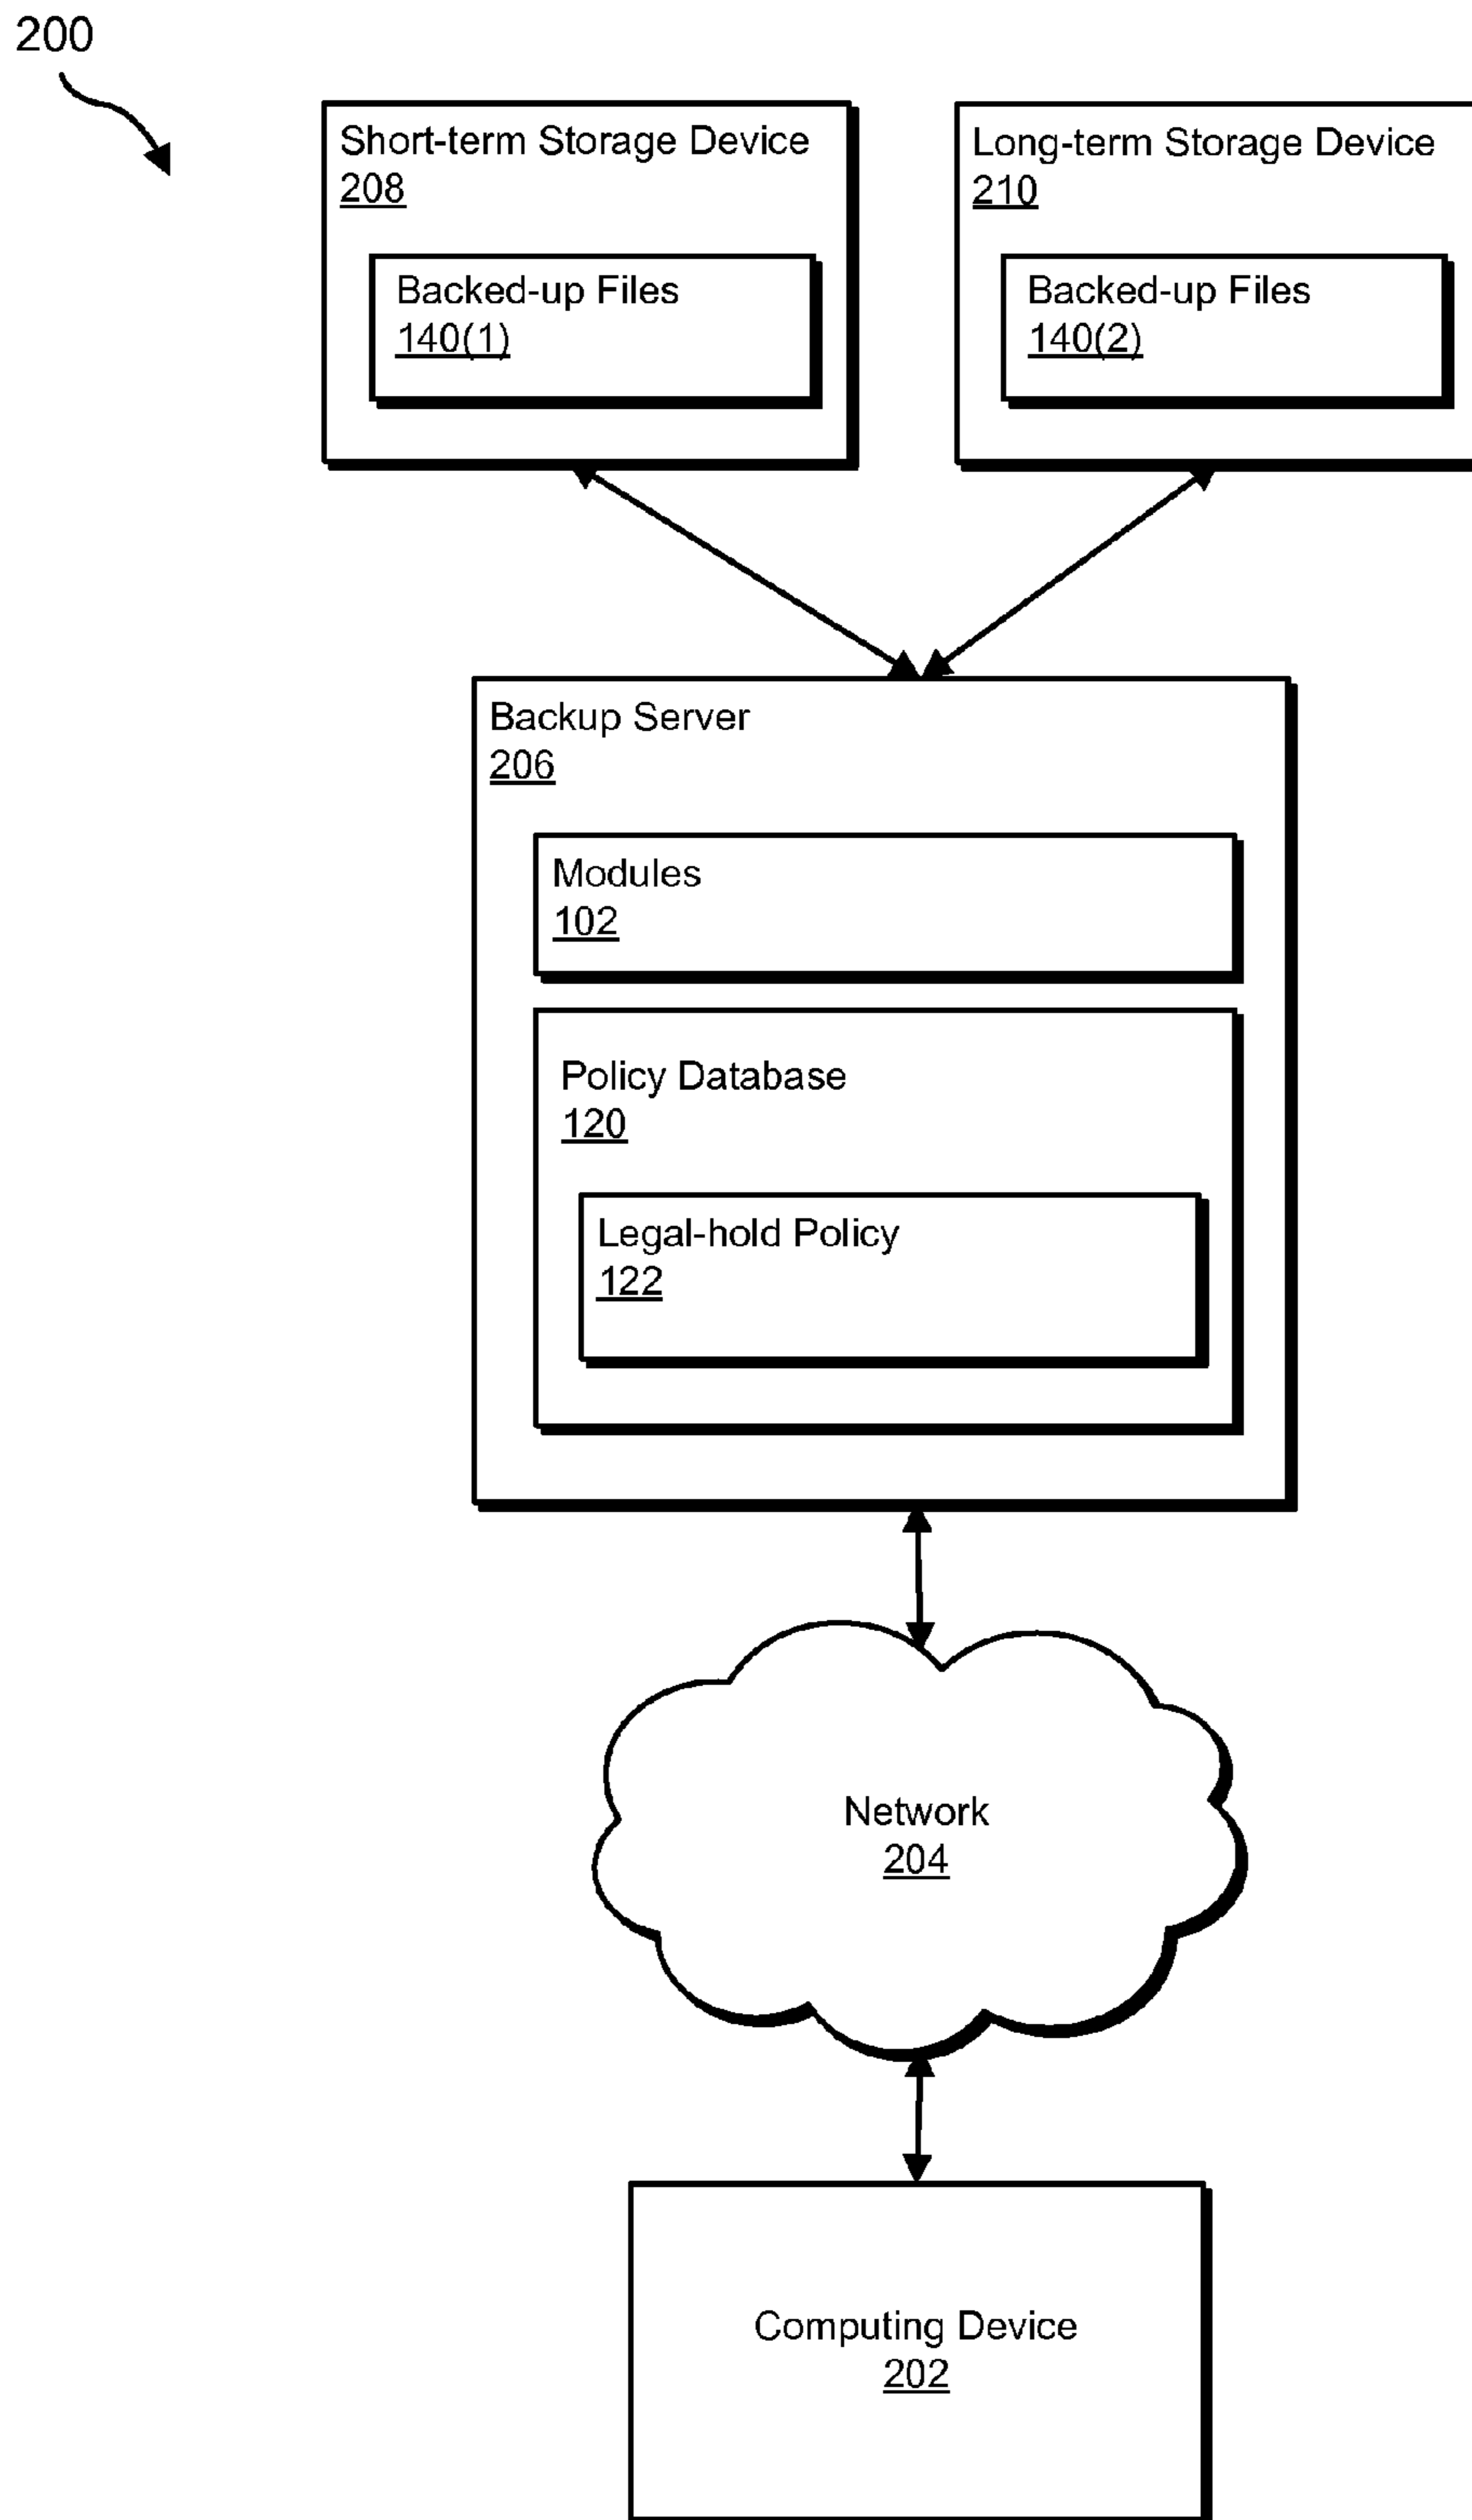 200
Short-term Storage Device
208
Backed-up Files
140(1)
Long-term Storage Device
210
Backed-up Files
140(2)
Backup Server
206
Modules
102
Policy Database
120
Legal-hold Policy
122
Network
204
Computing Device
202